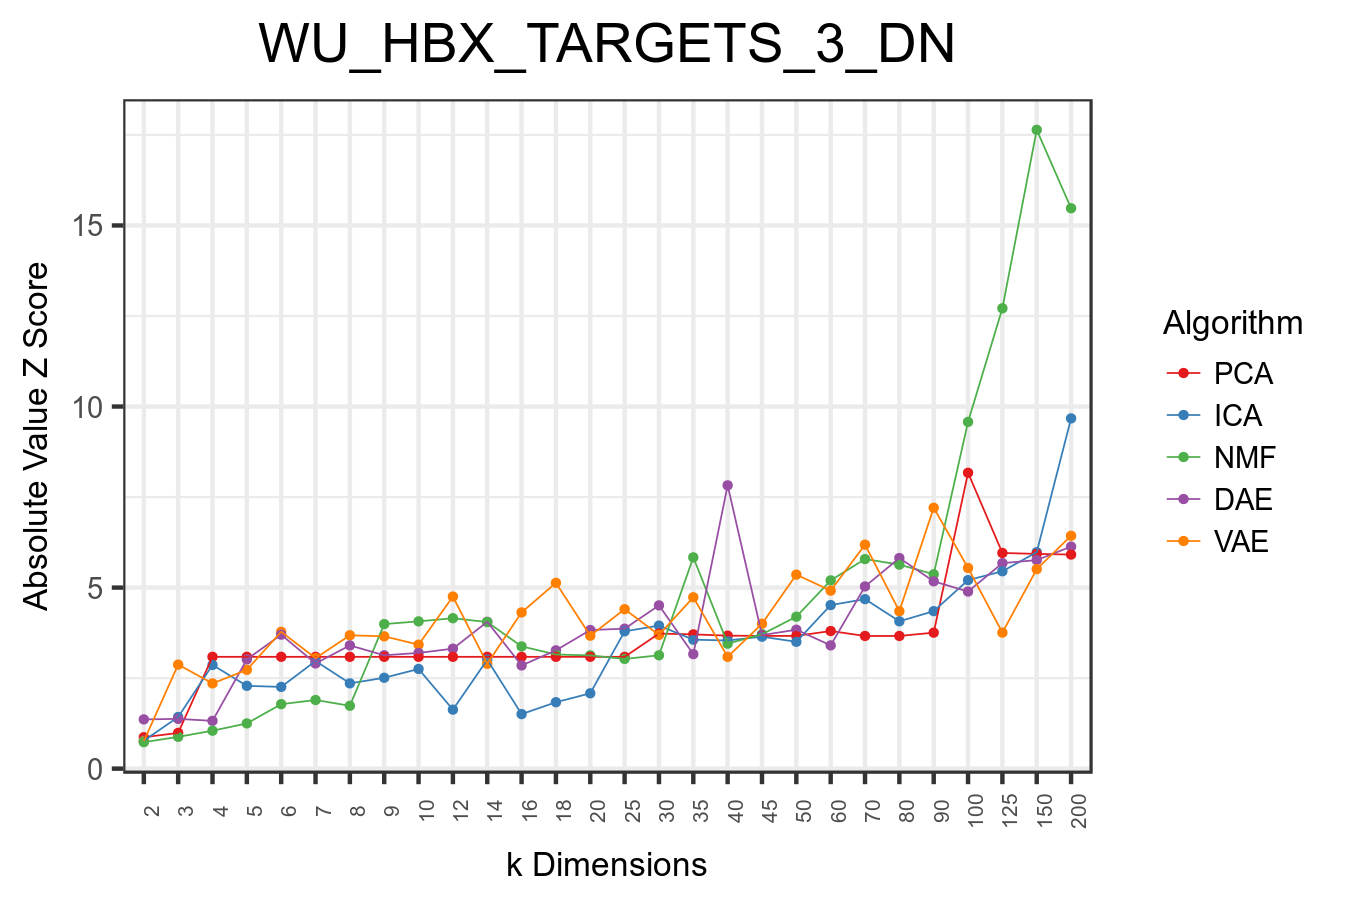 WU_HBX_TARGETS_3_DN
Absolute Value Z Score
15
10
5
0
2 3 4 5 6 7 8 9 10 12 14 16 18 20 25 30 35 40 45 50 60 70 80 90 100 125 150 200
k Dimensions
Algorithm
PCA
ICA
NMF
DAE
VAE